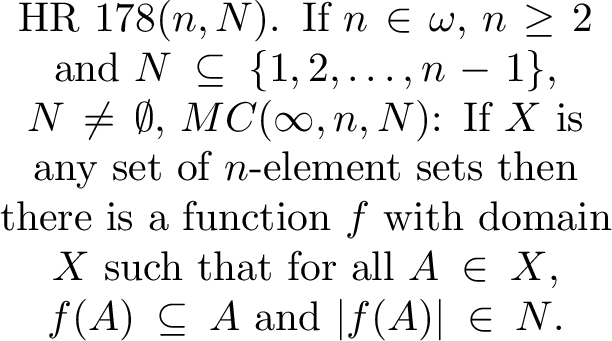 HR 178(n, N). If n ∈ ω, n ≥ 2
and N ⊆ {1, 2, . . . , n − 1},
N ≠ ∅, MC(∞, n, N): If X is
any set of n-element sets then
there is a function f with domain
X such that for all A ∈ X,
f(A) ⊆ A and |f(A)| ∈ N.